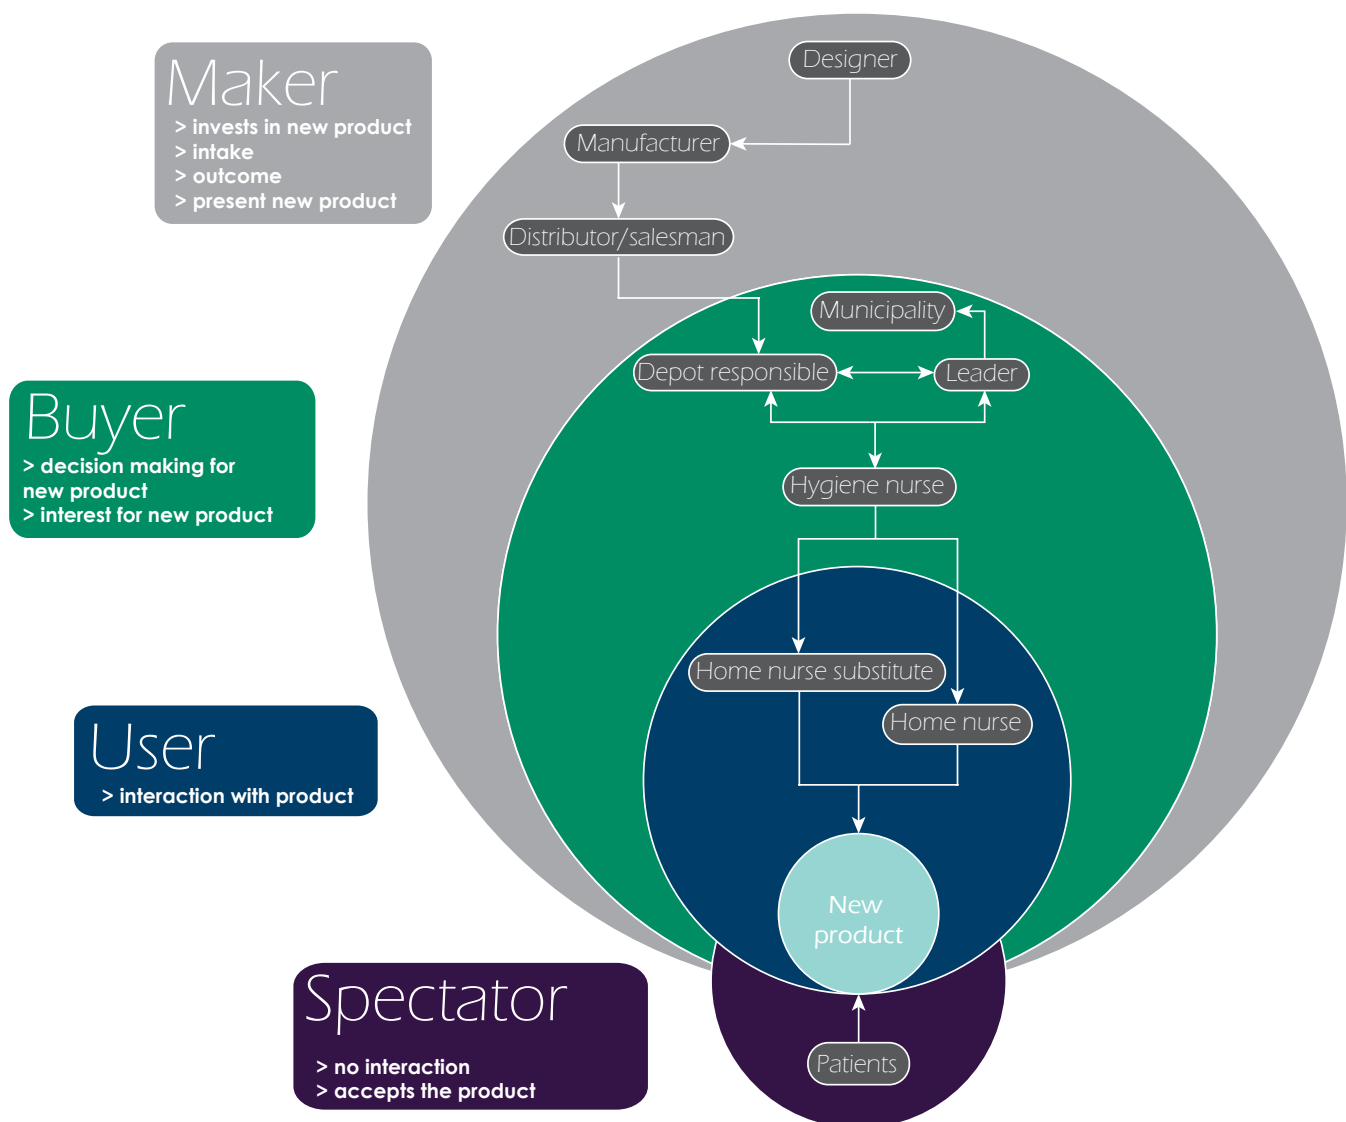 Maker
> invests in new product
> intake
> outcome
> present new product
Designer
Manufacturer
Distributor/salesman
Municipality
Depot responsible
Leader
Buyer
> decision making for
new product
> interest for new product
Hygiene nurse
Home nurse substitute
Home nurse
User
> interaction with product
New
product
Spectator
> no interaction
> accepts the product
Patients